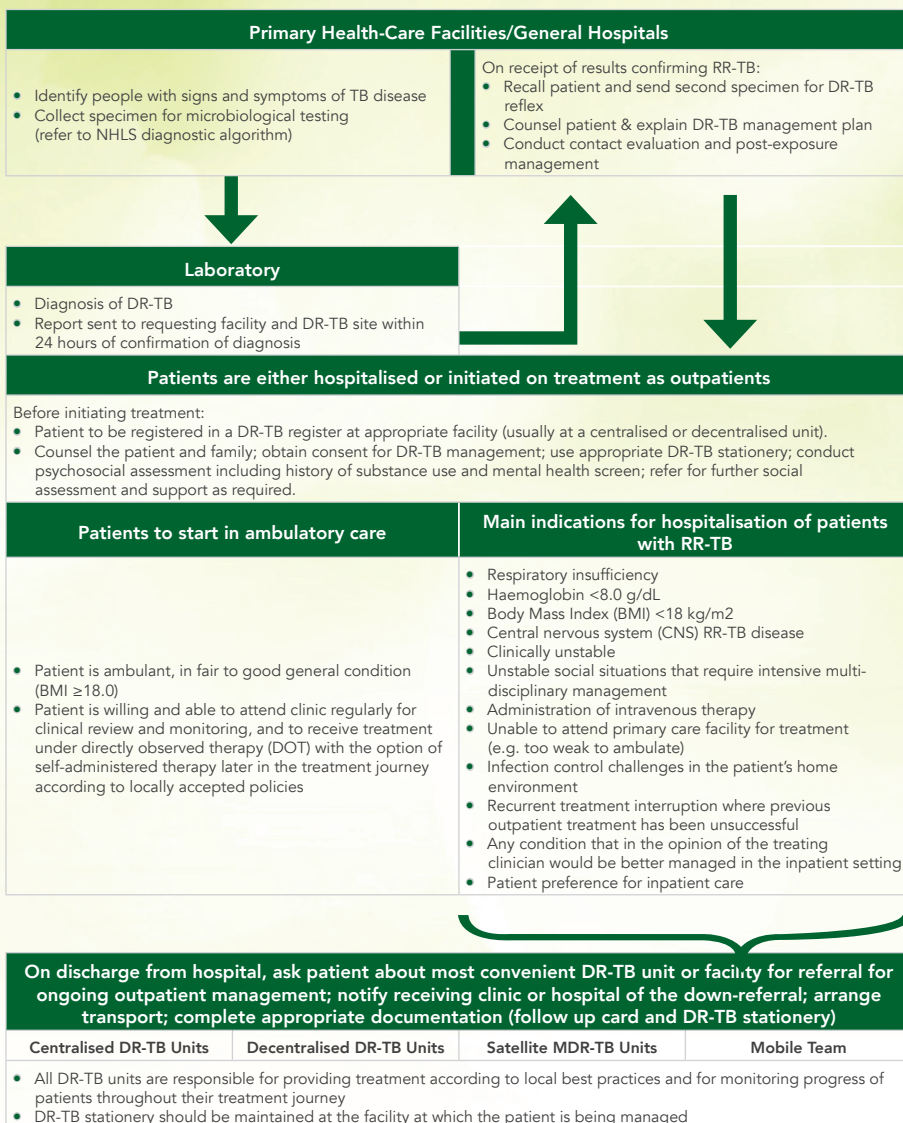 Primary Health-Care Facilities/General Hospitals
• Identify people with signs and symptoms of TB disease
• Collect specimen for microbiological testing
(refer to NHLS diagnostic algorithm)
On receipt of results confirming RR-TB:
• Recall patient and send second specimen for DR-TB
reflex
• Counsel patient & explain DR-TB management plan
• Conduct contact evaluation and post-exposure
management
Laboratory
• Diagnosis of DR-TB
• Report sent to requesting facility and DR-TB site within
24 hours of confirmation of diagnosis
Patients are either hospitalised or initiated on treatment as outpatients
Before initiating treatment:
• Patient to be registered in a DR-TB register at appropriate facility (usually at a centralised or decentralised unit).
• Counsel the patient and family; obtain consent for DR-TB management; use appropriate DR-TB stationery; conduct
psychosocial assessment including history of substance use and mental health screen; refer for further social
assessment and support as required.
Patients to start in ambulatory care
• Patient is ambulant, in fair to good general condition
(BMI ≥18.0)
• Patient is willing and able to attend clinic regularly for
clinical review and monitoring, and to receive treatment
under directly observed therapy (DOT) with the option of
self-administered therapy later in the treatment journey
according to locally accepted policies
Main indications for hospitalisation of patients
with RR-TB
• Respiratory insufficiency
• Haemoglobin <8.0 g/dL
• Body Mass Index (BMI) <18 kg/m2
• Central nervous system (CNS) RR-TB disease
• Clinically unstable
• Unstable social situations that require intensive multi-
disciplinary management
• Administration of intravenous therapy
• Unable to attend primary care facility for treatment
(e.g. too weak to ambulate)
• Infection control challenges in the patient's home
environment
• Recurrent treatment interruption where previous
outpatient treatment has been unsuccessful
• Any condition that in the opinion of the treating
clinician would be better managed in the inpatient setting
• Patient preference for inpatient care
On discharge from hospital, ask patient about most convenient DR-TB unit or facility for referral for
ongoing outpatient management; notify receiving clinic or hospital of the down-referral; arrange
transport; complete appropriate documentation (follow up card and DR-TB stationery)
Centralised DR-TB Units
Decentralised DR-TB Units
Satellite MDR-TB Units
Mobile Team
• All DR-TB units are responsible for providing treatment according to local best practices and for monitoring progress of
patients throughout their treatment journey
• DR-TB stationery should be maintained at the facility at which the patient is being managed